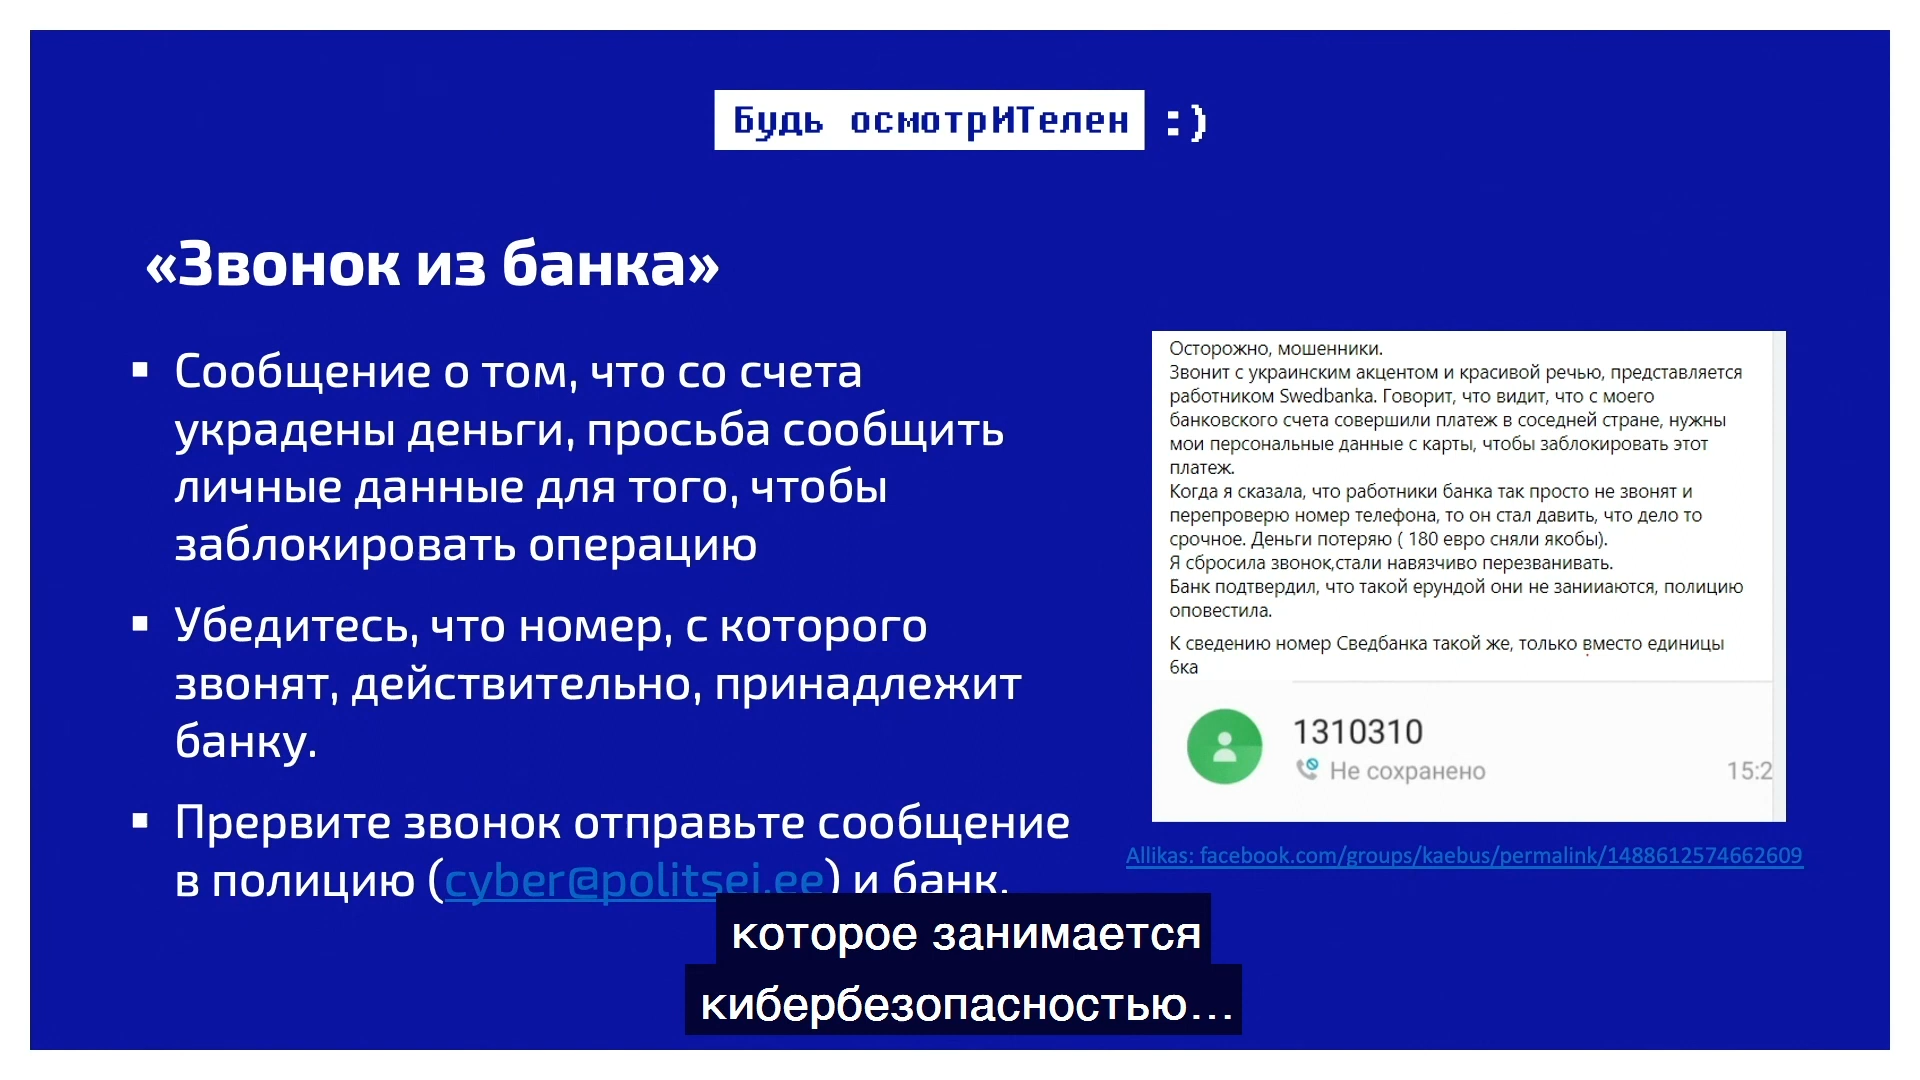 Будь осмотрИТелен :)
«Звонок из банка»
▪ Сообщение о том, что со счета
украдены деньги, просьба сообщить
личные данные для того, чтобы
заблокировать операцию
▪ Убедитесь, что номер, с которого
звонят, действительно, принадлежит
банку.
▪ Прервите звонок отправьте сообщение
в полицию (cyber@politsei.ee) и банк.
Осторожно, мошенники.
Звонит с украинским акцентом и красивой речью, представляется
работником Swedbanka. Говорит, что видит, что с моего
банковского счета совершили платеж в соседней стране, нужны
мои персональные данные с карты, чтобы заблокировать этот
платеж.
Когда я сказала, что работники банка так просто не звонят и
перепроверю номер телефона, то он стал давить, что дело то
срочное. Деньги потеряю ( 180 евро сняли якобы).
Я сбросила звонок,стали навязчиво перезванивать.
Банк подтвердил, что такой ерундой они не заниiаются, полицию
оповестила.
К сведению номер Сведбанка такой же, только вместо единицы
6ка
1310310
Не сохранено 15:2
Allikas: facebook.com/groups/kaebus/permalink/1488612574662609
которое занимается
кибербезопасностью...